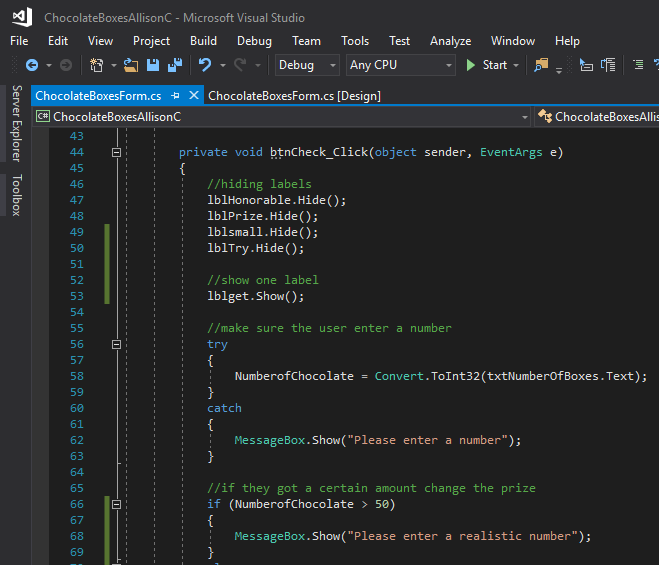 ChocolateBoxesAllisonC - Microsoft Visual Studio
File Edit View Project Build Debug Team Tools Test Analyze Window Help
Debug Any CPU Start
Server Explorer
Toolbox
ChocolateBoxesForm.cs ChocolateBoxesForm.cs [Design]
C# ChocolateBoxesAllisonC ChocolateBoxesAllis
43
44 private void btnCheck_Click(object sender, EventArgs e)
45 {
46 //hiding labels
47 lblHonorable.Hide();
48 lblPrize.Hide();
49 lblsmall.Hide();
50 lblTry.Hide();
51
52 //show one label
53 lblget.Show();
54
55 //make sure the user enter a number
56 try
57 {
58 NumberofChocolate = Convert.ToInt32(txtNumberOfBoxes.Text);
59 }
60 catch
61 {
62 MessageBox.Show("Please enter a number");
63 }
64
65 //if they got a certain amount change the prize
66 if (NumberofChocolate > 50)
67 {
68 MessageBox.Show("Please enter a realistic number");
69 }